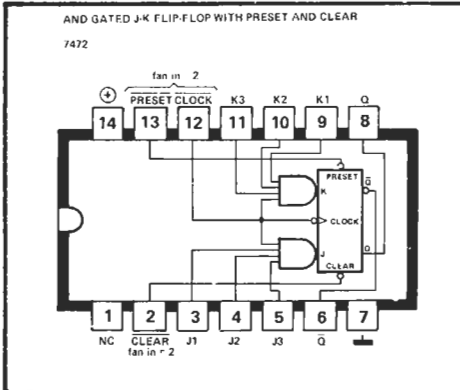 AND GATED J-K FLIP-FLOP WITH PRESET AND CLEAR
7472
fan in 2
PRESET CLOCK K3 K2 K1 Q
14 13 12 11 10 9 8
PRESET
K
Q̅
CLOCK
J
Q
CLEAR
1 2 3 4 5 6 7
NC CLEAR J1 J2 J3 Q̅
fan in = 2